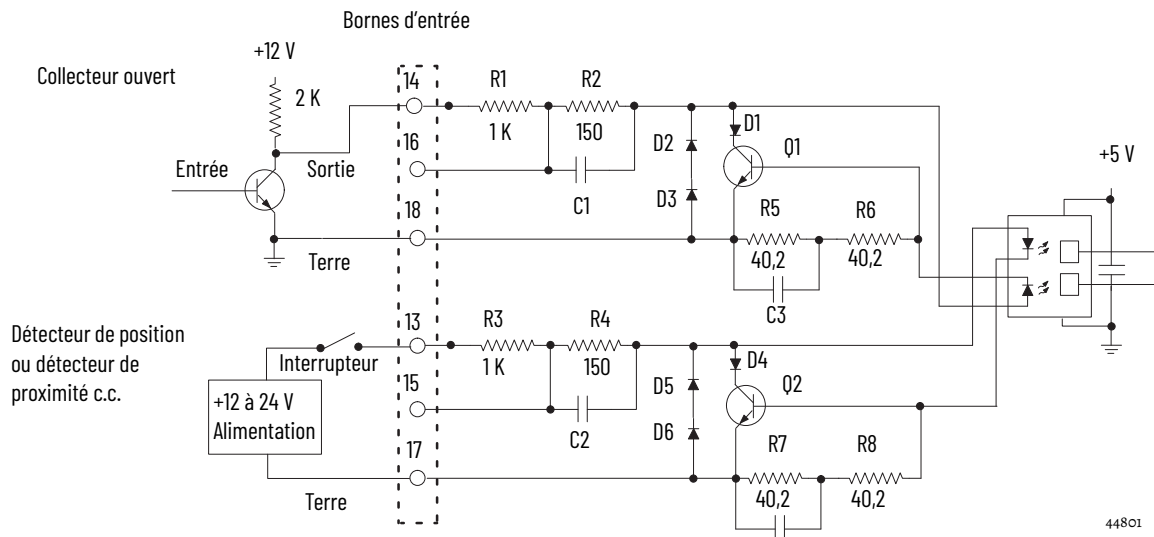 Bornes d'entrée
+12 V
Collecteur ouvert
2 K
14
R1
R2
1 K
150
D1
D2
Q1
+5 V
16
Entrée
Sortie
C1
D3
18
R5
R6
Terre
40,2
40,2
C3
Détecteur de position
ou détecteur de
proximité c.c.
13
R3
R4
Interrupteur
1 K
150
D4
D5
Q2
15
+12 à 24 V
Alimentation
C2
D6
17
R7
R8
Terre
40,2
40,2
44801